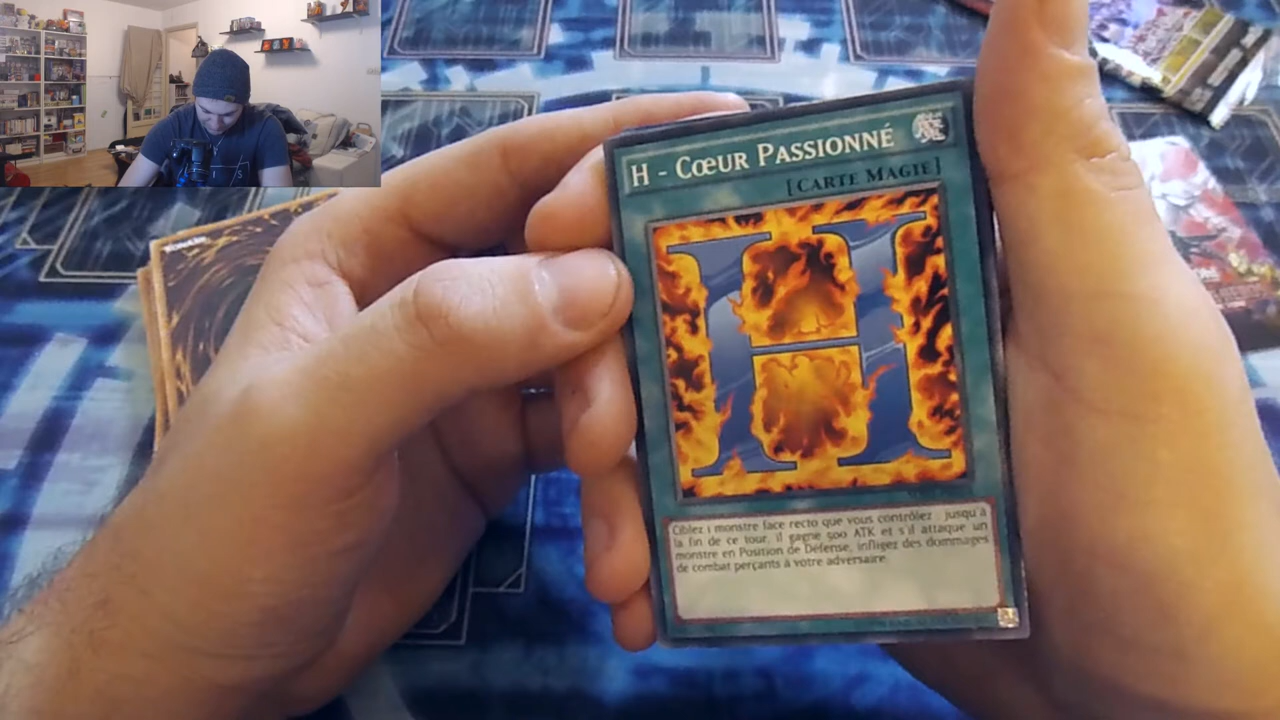 H - CŒUR PASSIONNÉ
[CARTE MAGIE]
H
Ciblez 1 monstre face recto que vous contrôlez ; jusqu'à
la fin de ce tour, il gagne 500 ATK et s'il attaque un
monstre en Position de Défense, infligez des dommages
de combat perçants à votre adversaire.
KONAMI